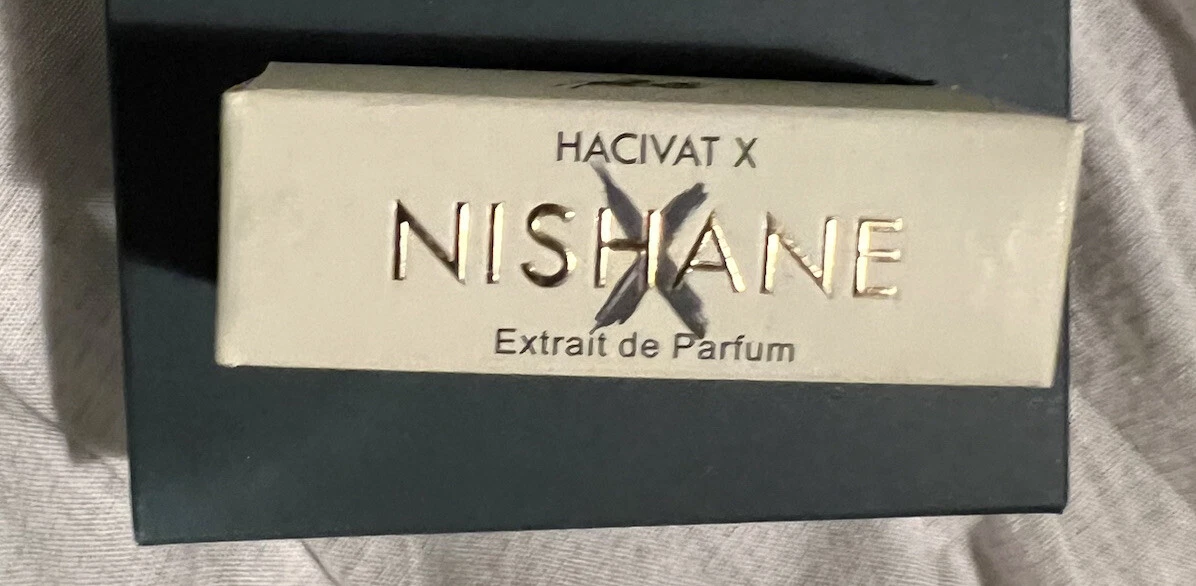 HACIVAT X
NISHANE
Extrait de Parfum